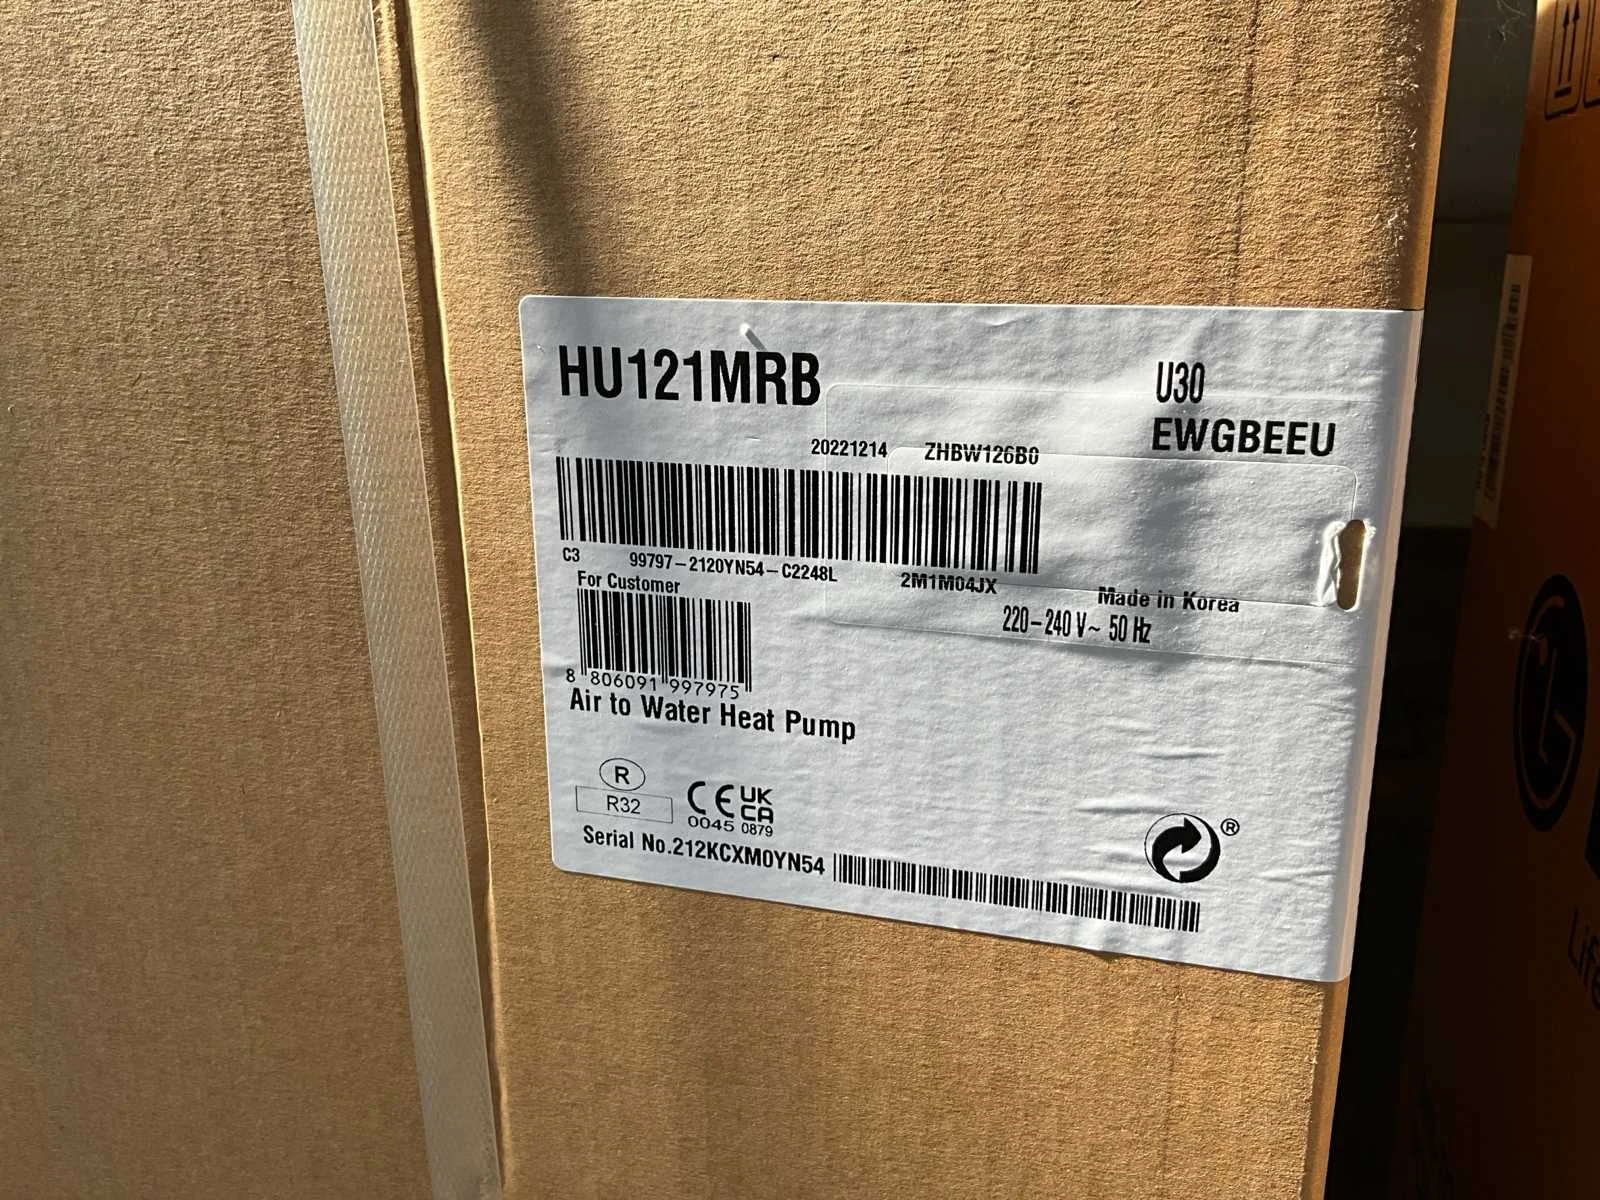 HU121MRB
U30
EWGBEEU
20221214 ZHBW126B0
C3 99797-2120YN54-C2248L 2M1M04JX
For Customer
Made in Korea
220-240 V~ 50 Hz
8 806091 997975
Air to Water Heat Pump
R
R32
CE UK CA
0045 0879
Serial No.212KCXM0YN54
®
Life